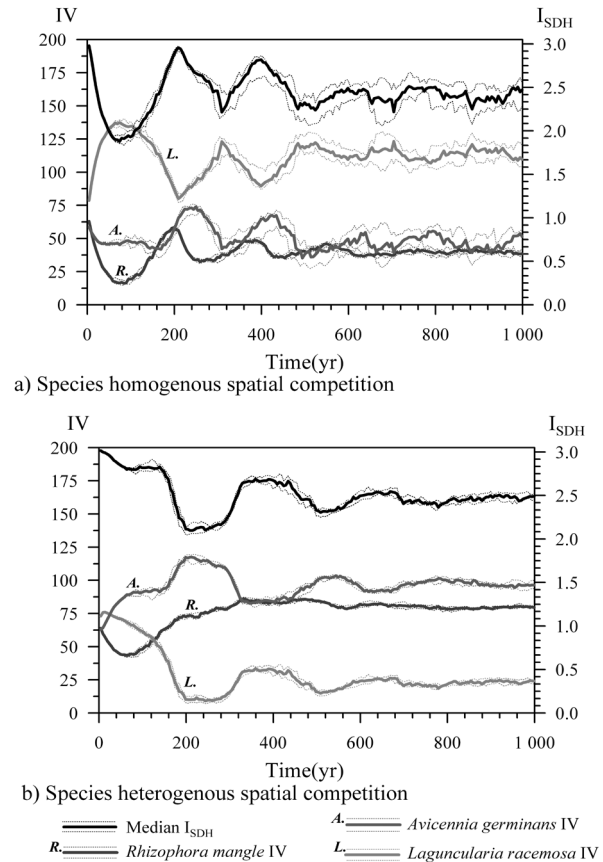 IV
I SDH
200
175
150
125
100
75
50
25
0
3.0
2.5
2.0
1.5
1.0
0.5
0.0
L.
A.
R.
0 200 400 600 800 1 000
Time(yr)
a) Species homogenous spatial competition
IV
I SDH
200
175
150
125
100
75
50
25
0
3.0
2.5
2.0
1.5
1.0
0.5
0.0
A.
R.
L.
0 200 400 600 800 1 000
Time(yr)
b) Species heterogenous spatial competition
Median I SDH
A. Avicennia germinans IV
R. Rhizophora mangle IV
L. Laguncularia racemosa IV